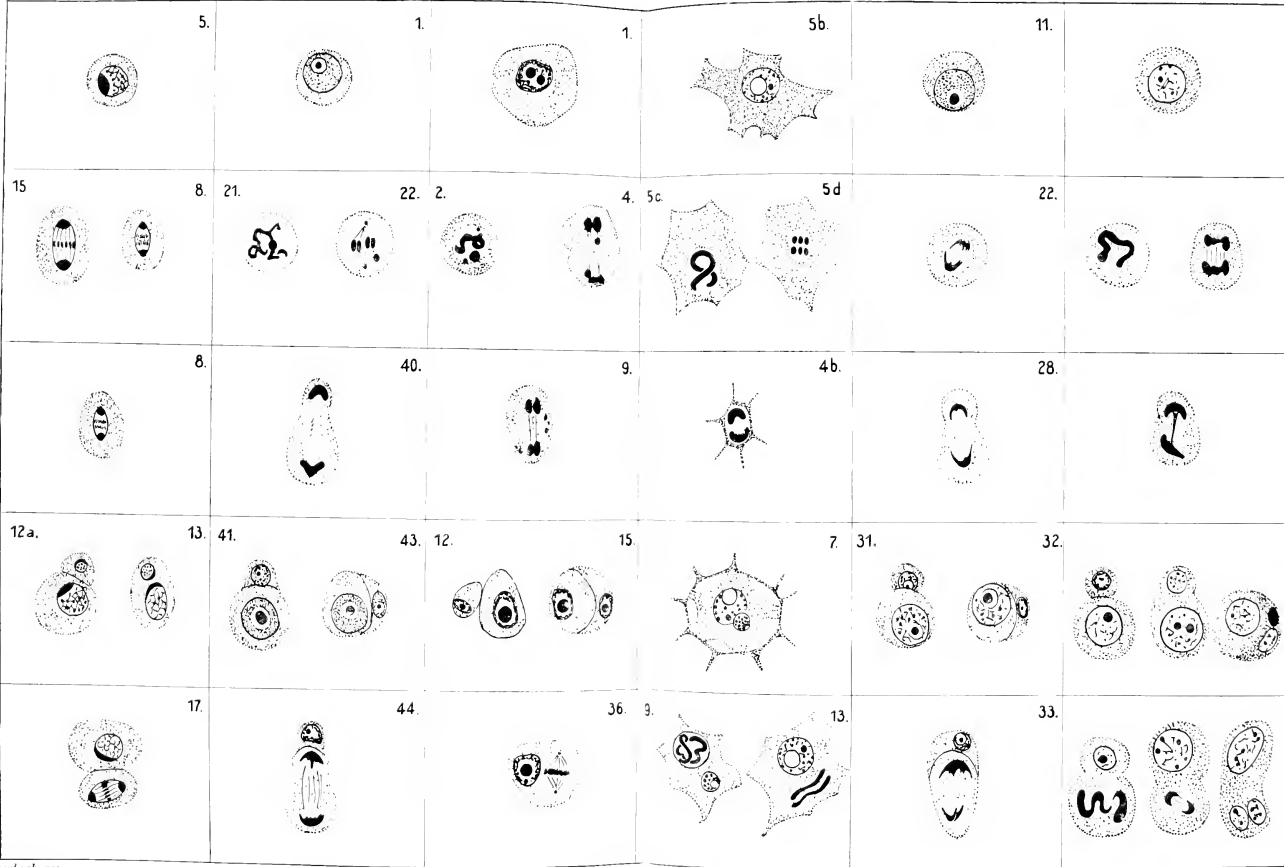 5. 1. 1. 5b. 11.
15 8. 21. 22. 2. 4. 5c. 5d 22.
8. 40. 9. 4b. 28.
12a. 13. 41. 43. 12. 15. 7. 31. 32.
17. 44. 36. 9. 13. 33.